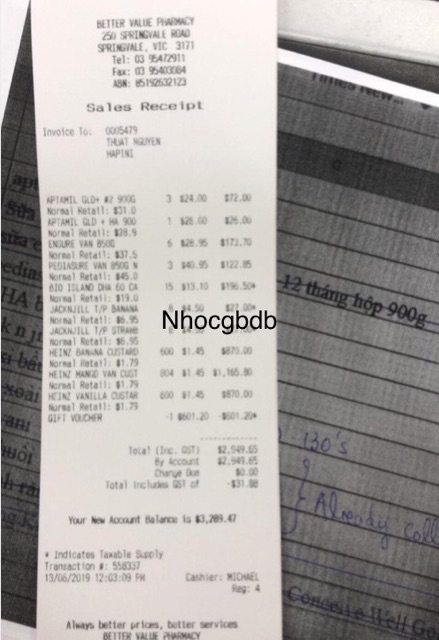 BETTER VALUE PHARMACY
250 SPRINGVALE ROAD
SPRINGVALE, VIC 3171
Tel: 03 95472911
Fax: 03 95403084
ABN: 85192632123
Sales Receipt
Invoice To: 0005479
THUAT NGUYEN
HAPINI
APTAMIL GLD+ #2 900G 3 $24.00 $72.00
Normal Retail: $31.0
APTAMIL GLD + HA 900 1 $26.00 $26.00
Normal Retail: $28.9
ENSURE VAN 850G 6 $28.95 $173.70
Normal Retail: $37.5
PEDIASURE VAN 850G N 3 $40.95 $122.85
Normal Retail: $45.0
BIO ISLAND DHA 60 CA 15 $13.10 $196.50*
Normal Retail: $19.0
JACKNJILL T/P BANANA 6 $4.50 $27.00*
Normal Retail: $6.95
Nhocgbdb
JACKNJILL T/P STRAWB
Normal Retail: $6.95
HEINZ BANANA CUSTARD 600 $1.45 $870.00
Normal Retail: $1.79
HEINZ MANGO VAN CUST 804 $1.45 $1,165.80
Normal Retail: $1.79
HEINZ VANILLA CUSTAR 600 $1.45 $870.00
Normal Retail: $1.79
GIFT VOUCHER -1 $601.20 -$601.20*
Total (Inc. GST) $2,949.65
By Account $2,949.65
Change Due $0.00
Total Includes GST of -$31.88
Your New Account Balance is $3,289.47
* Indicates Taxable Supply
Transaction #: 558337
13/06/2019 12:03:09 PM Cashier: MICHAEL
Reg: 4
Always better prices, better services
BETTER VALUE PHARMACY
Times New...
12 tháng hôp 900g
130's
Already call